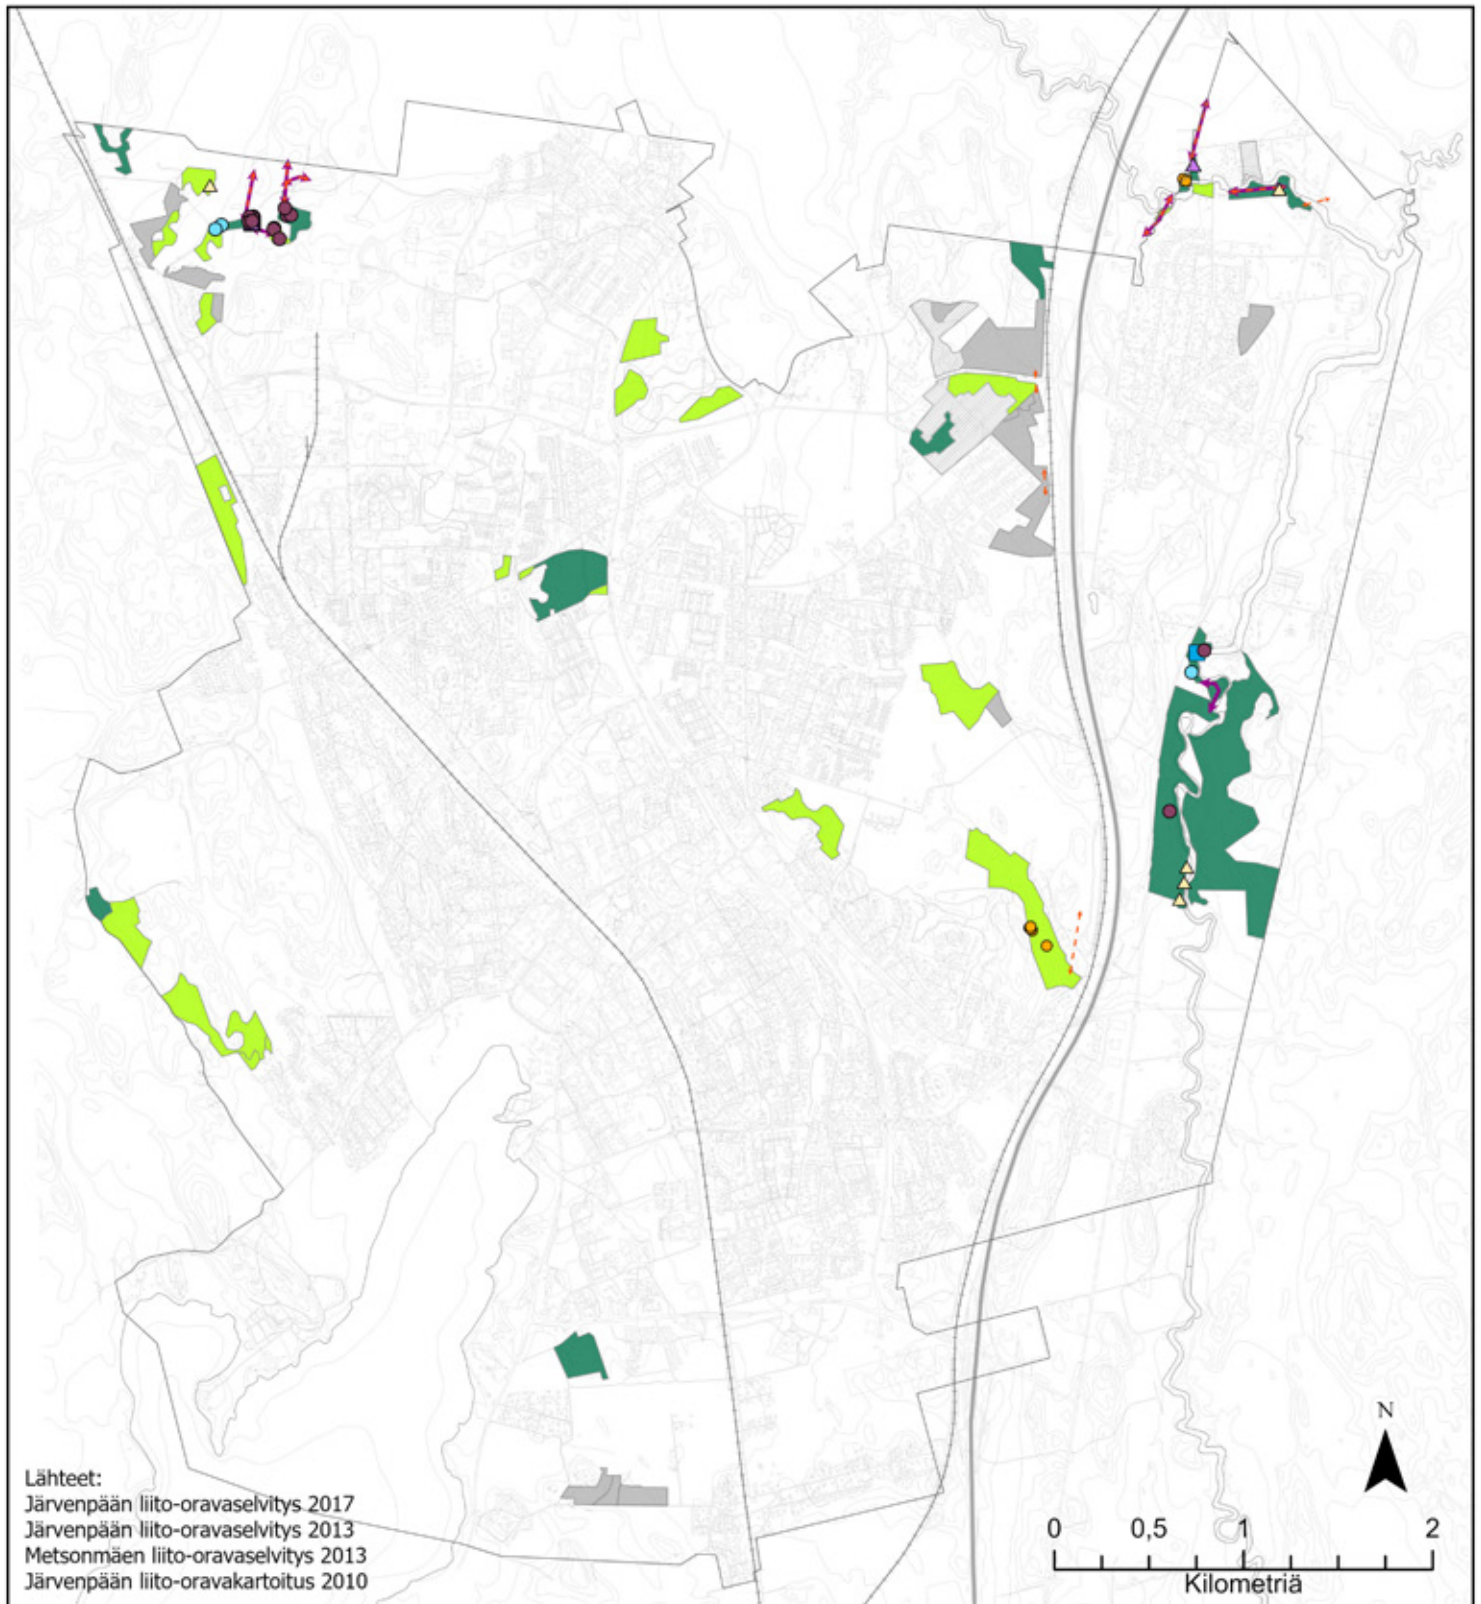 N
Lähteet:
Järvenpään liito-oravaselvitys 2017
Järvenpään liito-oravaselvitys 2013
Metsonmäen liito-oravaselvitys 2013
Järvenpään liito-oravakartoitus 2010
0 0,5 1 2
Kilometriä